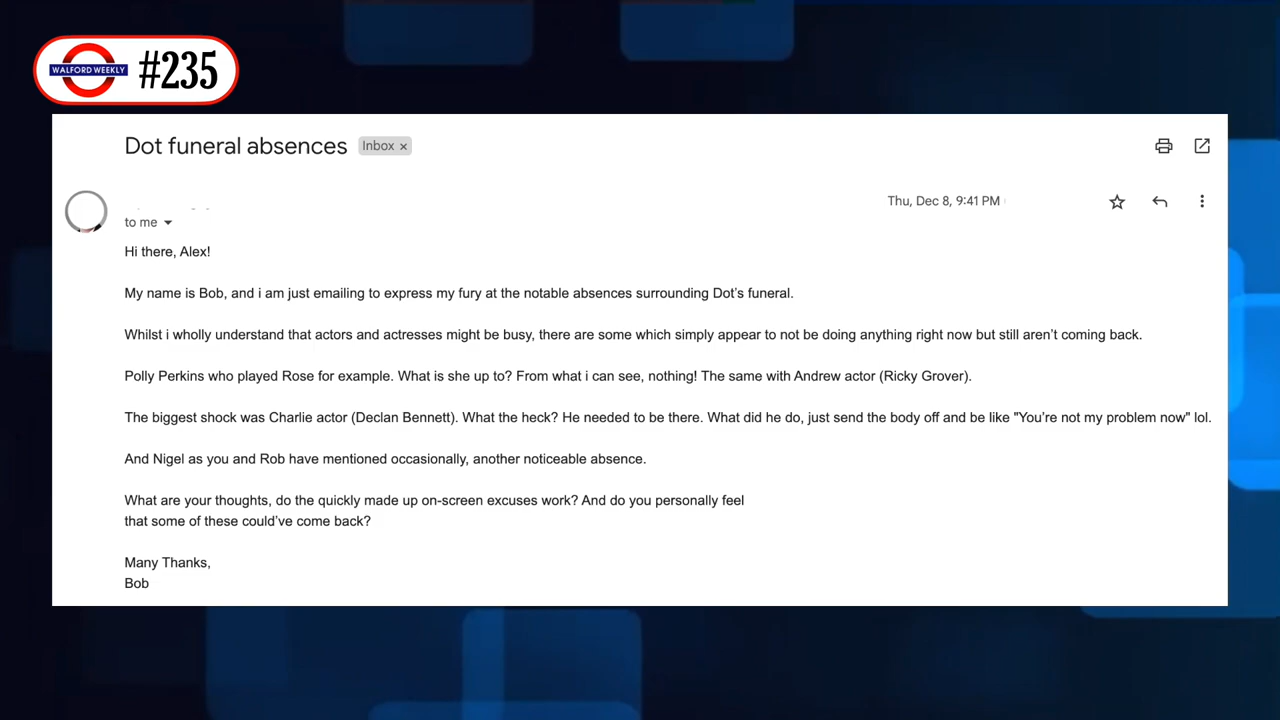 WALFORD WEEKLY #235
Dot funeral absences Inbox ×
Thu, Dec 8, 9:41 PM
to me
Hi there, Alex!
My name is Bob, and i am just emailing to express my fury at the notable absences surrounding Dot's funeral.
Whilst i wholly understand that actors and actresses might be busy, there are some which simply appear to not be doing anything right now but still aren't coming back.
Polly Perkins who played Rose for example. What is she up to? From what i can see, nothing! The same with Andrew actor (Ricky Grover).
The biggest shock was Charlie actor (Declan Bennett). What the heck? He needed to be there. What did he do, just send the body off and be like "You're not my problem now" lol.
And Nigel as you and Rob have mentioned occasionally, another noticeable absence.
What are your thoughts, do the quickly made up on-screen excuses work? And do you personally feel
that some of these could've come back?
Many Thanks,
Bob